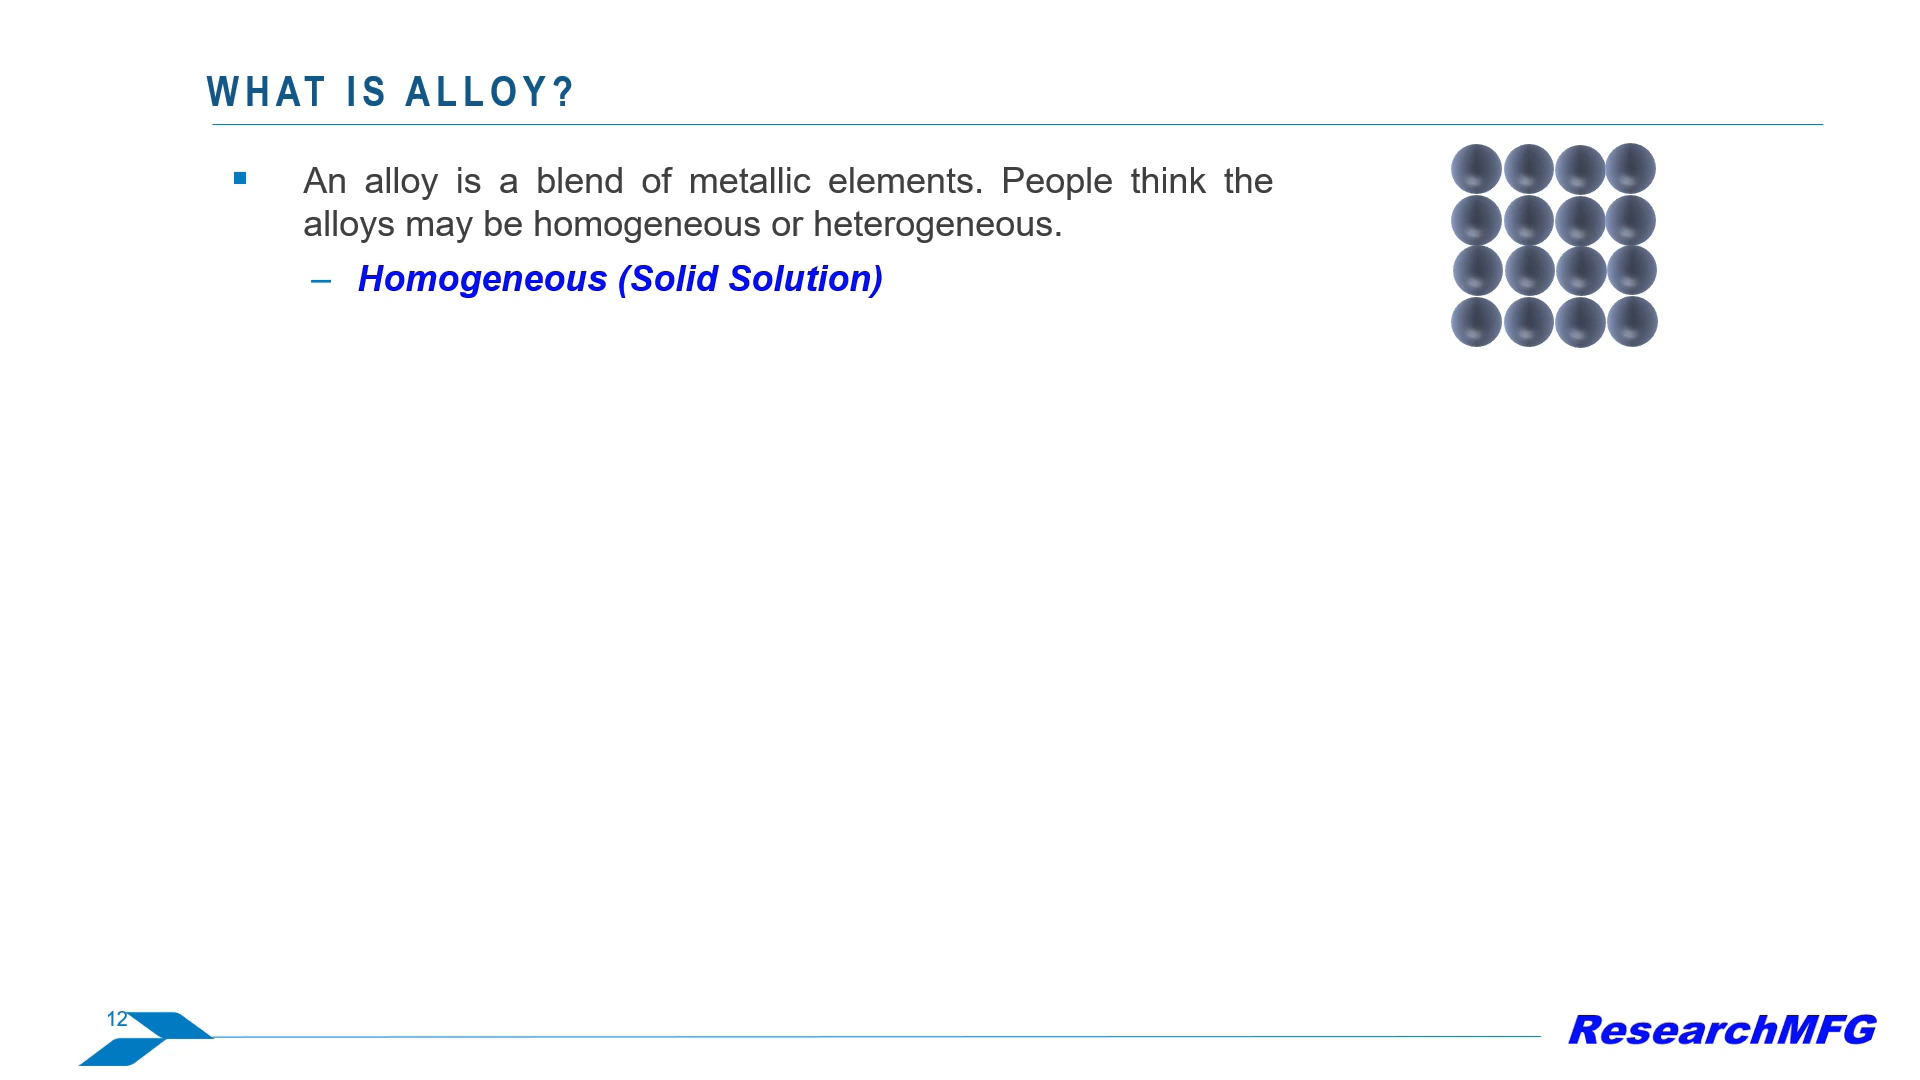 WHAT IS ALLOY?
▪ An alloy is a blend of metallic elements. People think the
alloys may be homogeneous or heterogeneous.
– Homogeneous (Solid Solution)
12
ResearchMFG